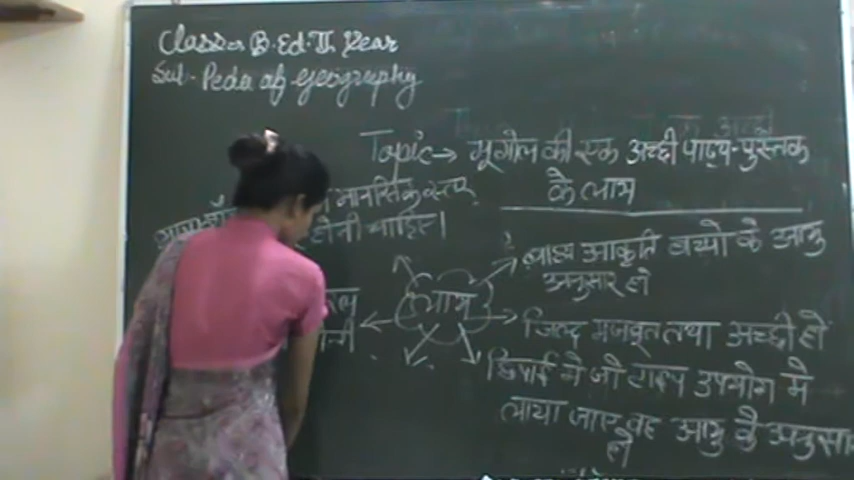 Class → B.Ed. II Year
Sub - Peda of geography
Topic → भूगोल की एक अच्छी पाठ्य-पुस्तक
के लाभ
मानसिक स्तर
होनी चाहिए।
लाभ
बाह्य आकृति बच्चो के आयु
अनुसार हो
जिल्द मजबूत तथा अच्छी हो
छिपाई मे जो टाइप उपयोग मे
लाया जाए वह आयु के अनुसार
हो